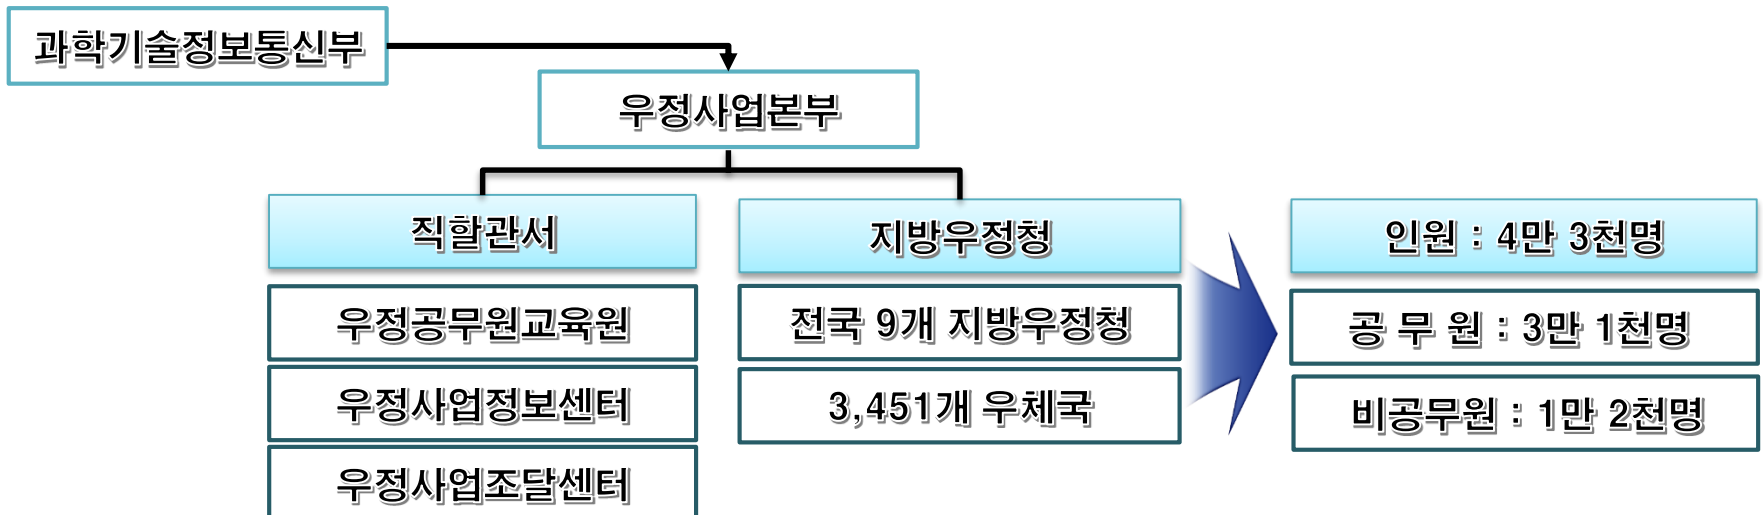 과학기술정보통신부
우정사업본부
직할관서
우정공무원교육원
우정사업정보센터
우정사업조달센터
지방우정청
전국 9개 지방우정청
3,451개 우체국
인원 : 4만 3천명
공 무 원 : 3만 1천명
비공무원 : 1만 2천명